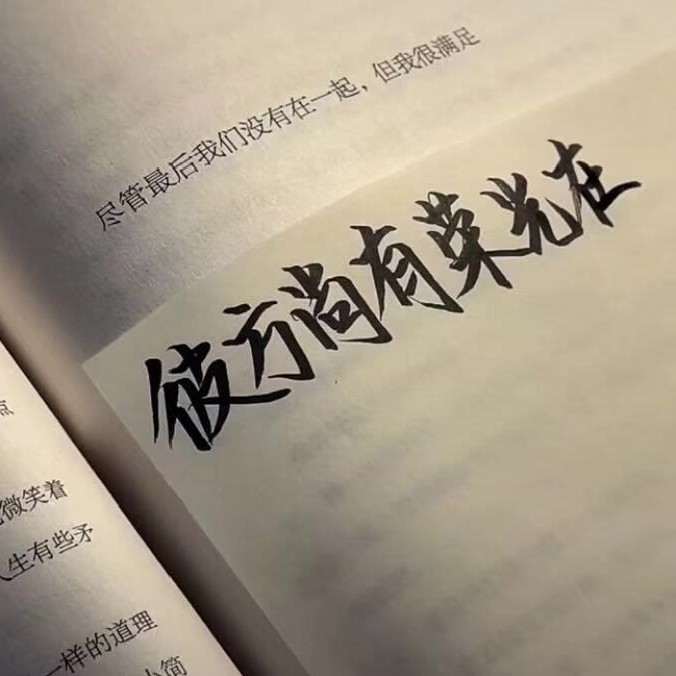 尽管最后我们没有在一起，但我很满足
彼方尚有荣光在
点
微笑着
生有些矛
一样的道理
小简